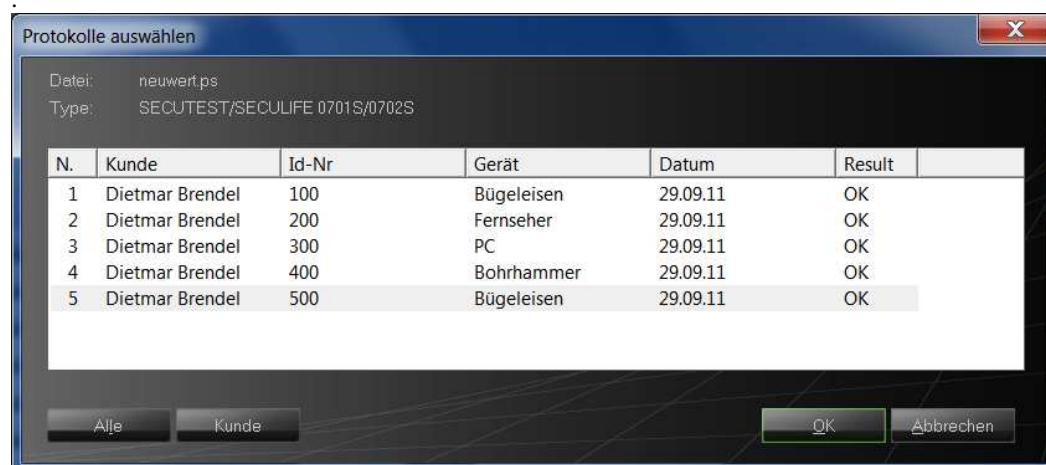 .
Protokolle auswählen
X
Datei: neuwert.ps
Type: SECUTEST/SECULIFE 0701S/0702S
N. Kunde Id-Nr Gerät Datum Result
1 Dietmar Brendel 100 Bügeleisen 29.09.11 OK
2 Dietmar Brendel 200 Fernseher 29.09.11 OK
3 Dietmar Brendel 300 PC 29.09.11 OK
4 Dietmar Brendel 400 Bohrhammer 29.09.11 OK
5 Dietmar Brendel 500 Bügeleisen 29.09.11 OK
Alle Kunde OK Abbrechen